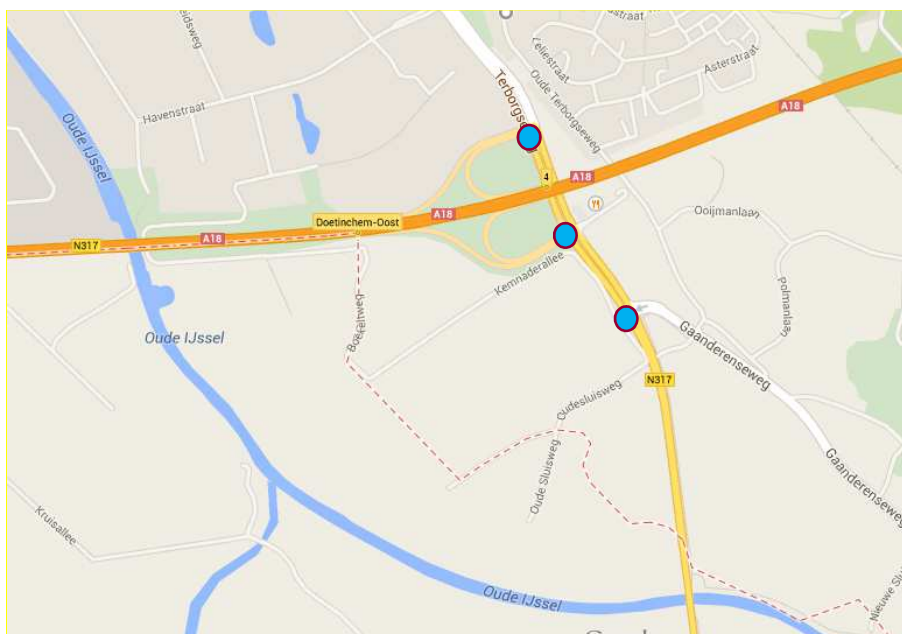 Leliestraat
Asterstraat
Havenstraat
Oude IJssel
Oude Terborgseweg
4
A18
A18
A18
A18
Doetinchem-Oost
N317
Ooijmanlaan
Kemnaderallee
Polmanlaan
Oude IJssel
Gaanderenseweg
N317
Oudesluisweg
Oude Sluisweg
Gaanderenseweg
Kruisallee
Oude IJssel